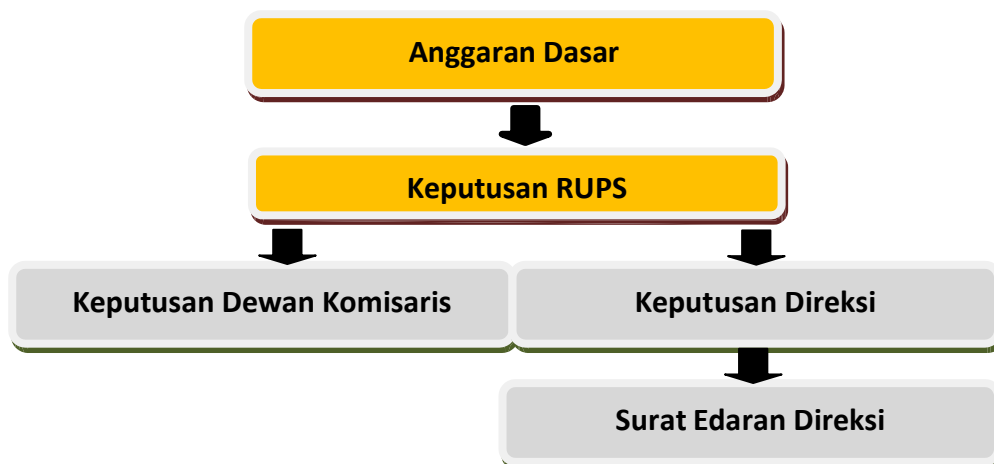 Anggaran Dasar
Keputusan RUPS
Keputusan Dewan Komisaris
Keputusan Direksi
Surat Edaran Direksi